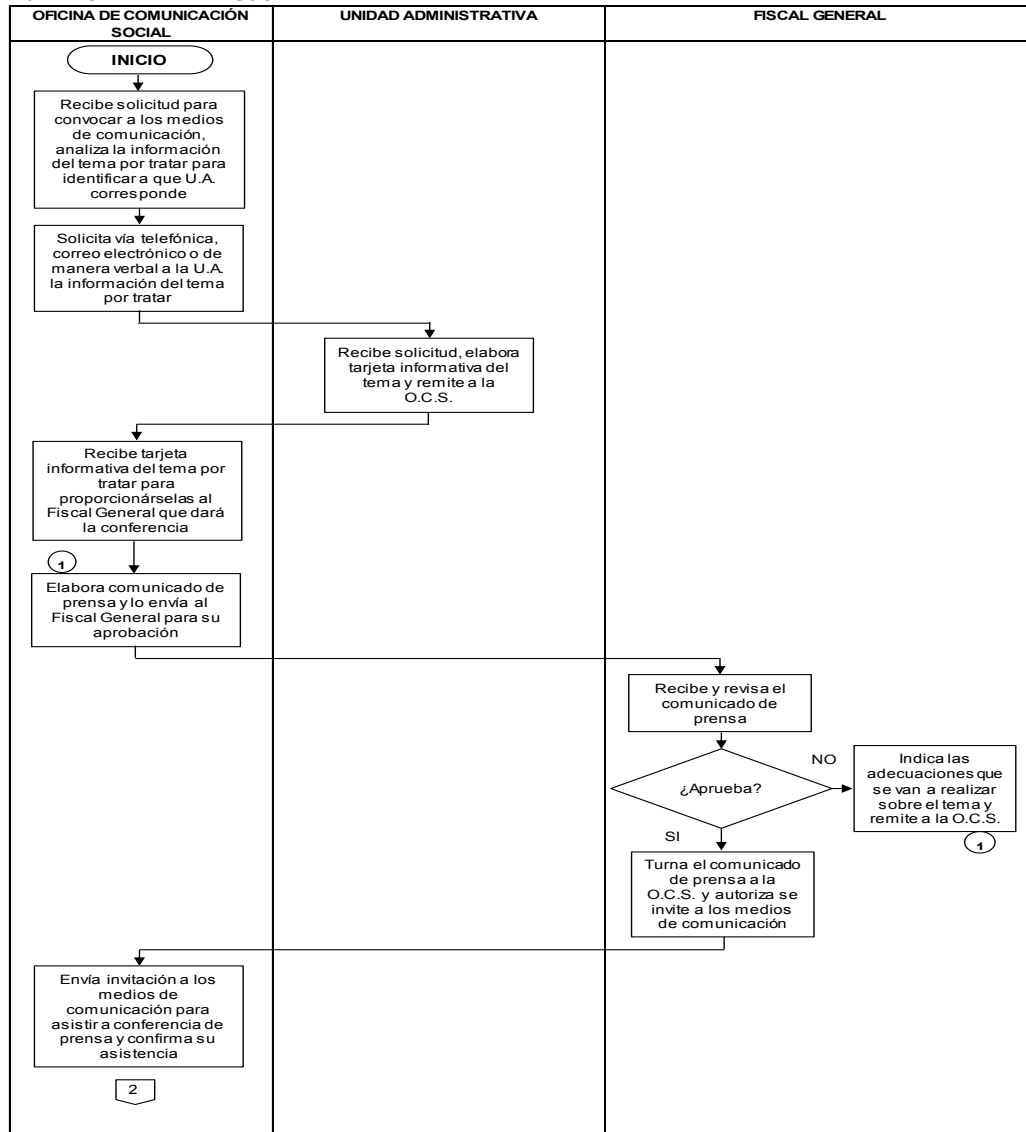 OFICINA DE COMUNICACIÓN
SOCIAL
UNIDAD ADMINISTRATIVA
FISCAL GENERAL
INICIO
Recibe solicitud para
convocar a los medios
de comunicación,
analiza la información
del tema por tratar para
identificar a que U.A.
corresponde
Solicita vía telefónica,
correo electrónico o de
manera verbal a la U.A.
la información del tema
por tratar
Recibe solicitud, elabora
tarjeta informativa del
tema y remite a la
O.C.S.
Recibe tarjeta
informativa del tema por
tratar para
proporcionárselas al
Fiscal General que dará
la conferencia
1
Elabora comunicado de
prensa y lo envía al
Fiscal General para su
aprobación
Recibe y revisa el
comunicado de
prensa
¿Aprueba?
NO
Indica las
adecuaciones que
se van a realizar
sobre el tema y
remite a la O.C.S.
1
SI
Turna el comunicado
de prensa a la
O.C.S. y autoriza se
invite a los medios
de comunicación
Envía invitación a los
medios de
comunicación para
asistir a conferencia de
prensa y confirma su
asistencia
2